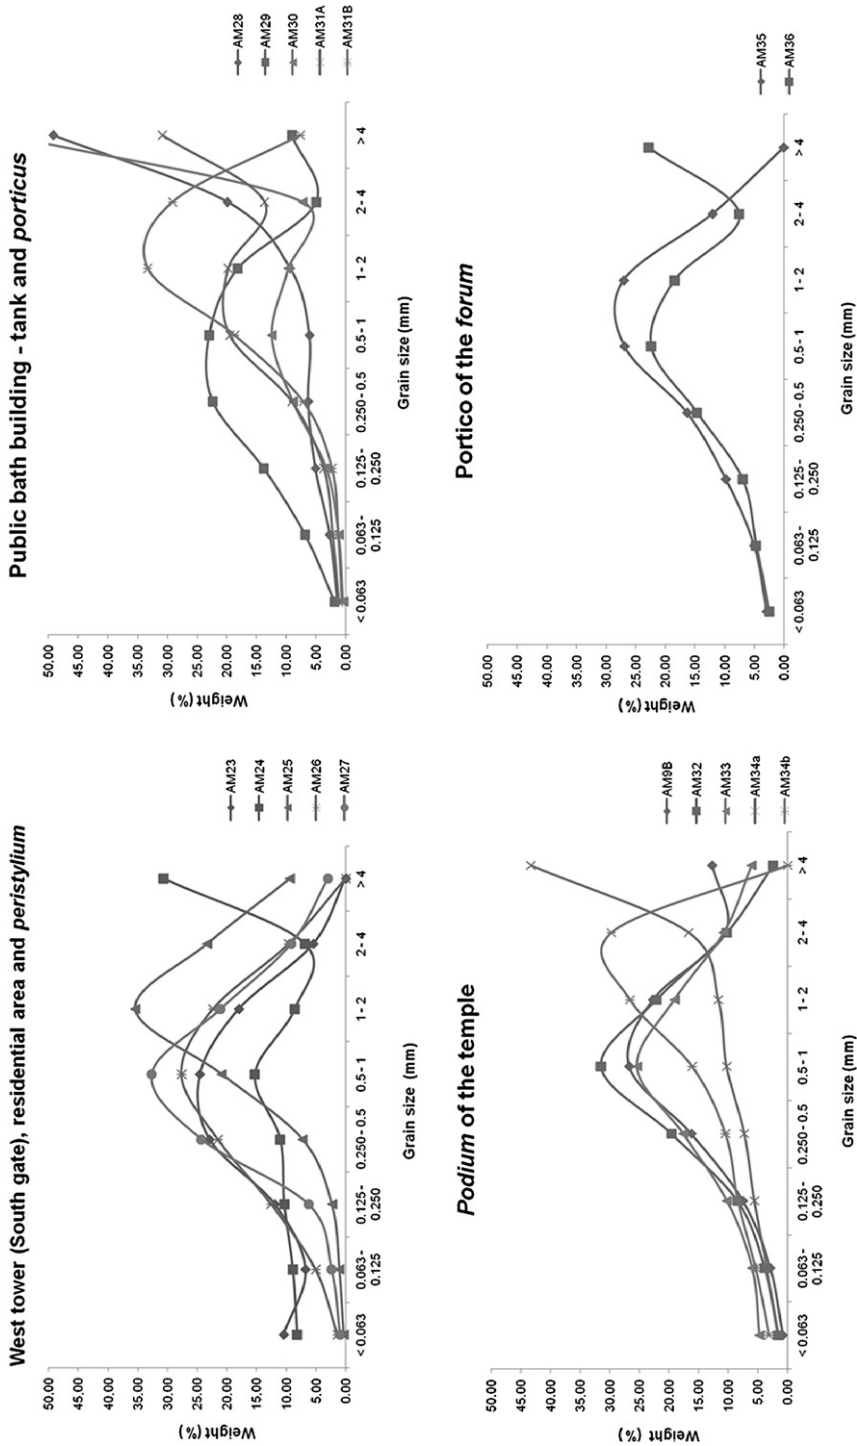 West tower (South gate), residential area and peristylium
50.00
45.00
40.00
35.00
30.00
25.00
20.00
15.00
10.00
5.00
0.00
Weight (%)
< 0.063
0.063 - 0.125
0.125 - 0.250
0.250 - 0.5
0.5 - 1
1 - 2
2 - 4
> 4
Grain size (mm)
AM23
AM24
AM25
AM26
AM27
Public bath building - tank and porticus
50.00
45.00
40.00
35.00
30.00
25.00
20.00
15.00
10.00
5.00
0.00
Weight (%)
< 0.063
0.063 - 0.125
0.125 - 0.250
0.250 - 0.5
0.5 - 1
1 - 2
2 - 4
> 4
Grain size (mm)
AM28
AM29
AM30
AM31A
AM31B
Podium of the temple
50.00
45.00
40.00
35.00
30.00
25.00
20.00
15.00
10.00
5.00
0.00
Weight (%)
< 0.063
0.063 - 0.125
0.125 - 0.250
0.250 - 0.5
0.5 - 1
1 - 2
2 - 4
> 4
Grain size (mm)
AM9B
AM32
AM33
AM34a
AM34b
Portico of the forum
50.00
45.00
40.00
35.00
30.00
25.00
20.00
15.00
10.00
5.00
0.00
Weight (%)
< 0.063
0.063 - 0.125
0.125 - 0.250
0.250 - 0.5
0.5 - 1
1 - 2
2 - 4
> 4
Grain size (mm)
AM35
AM36